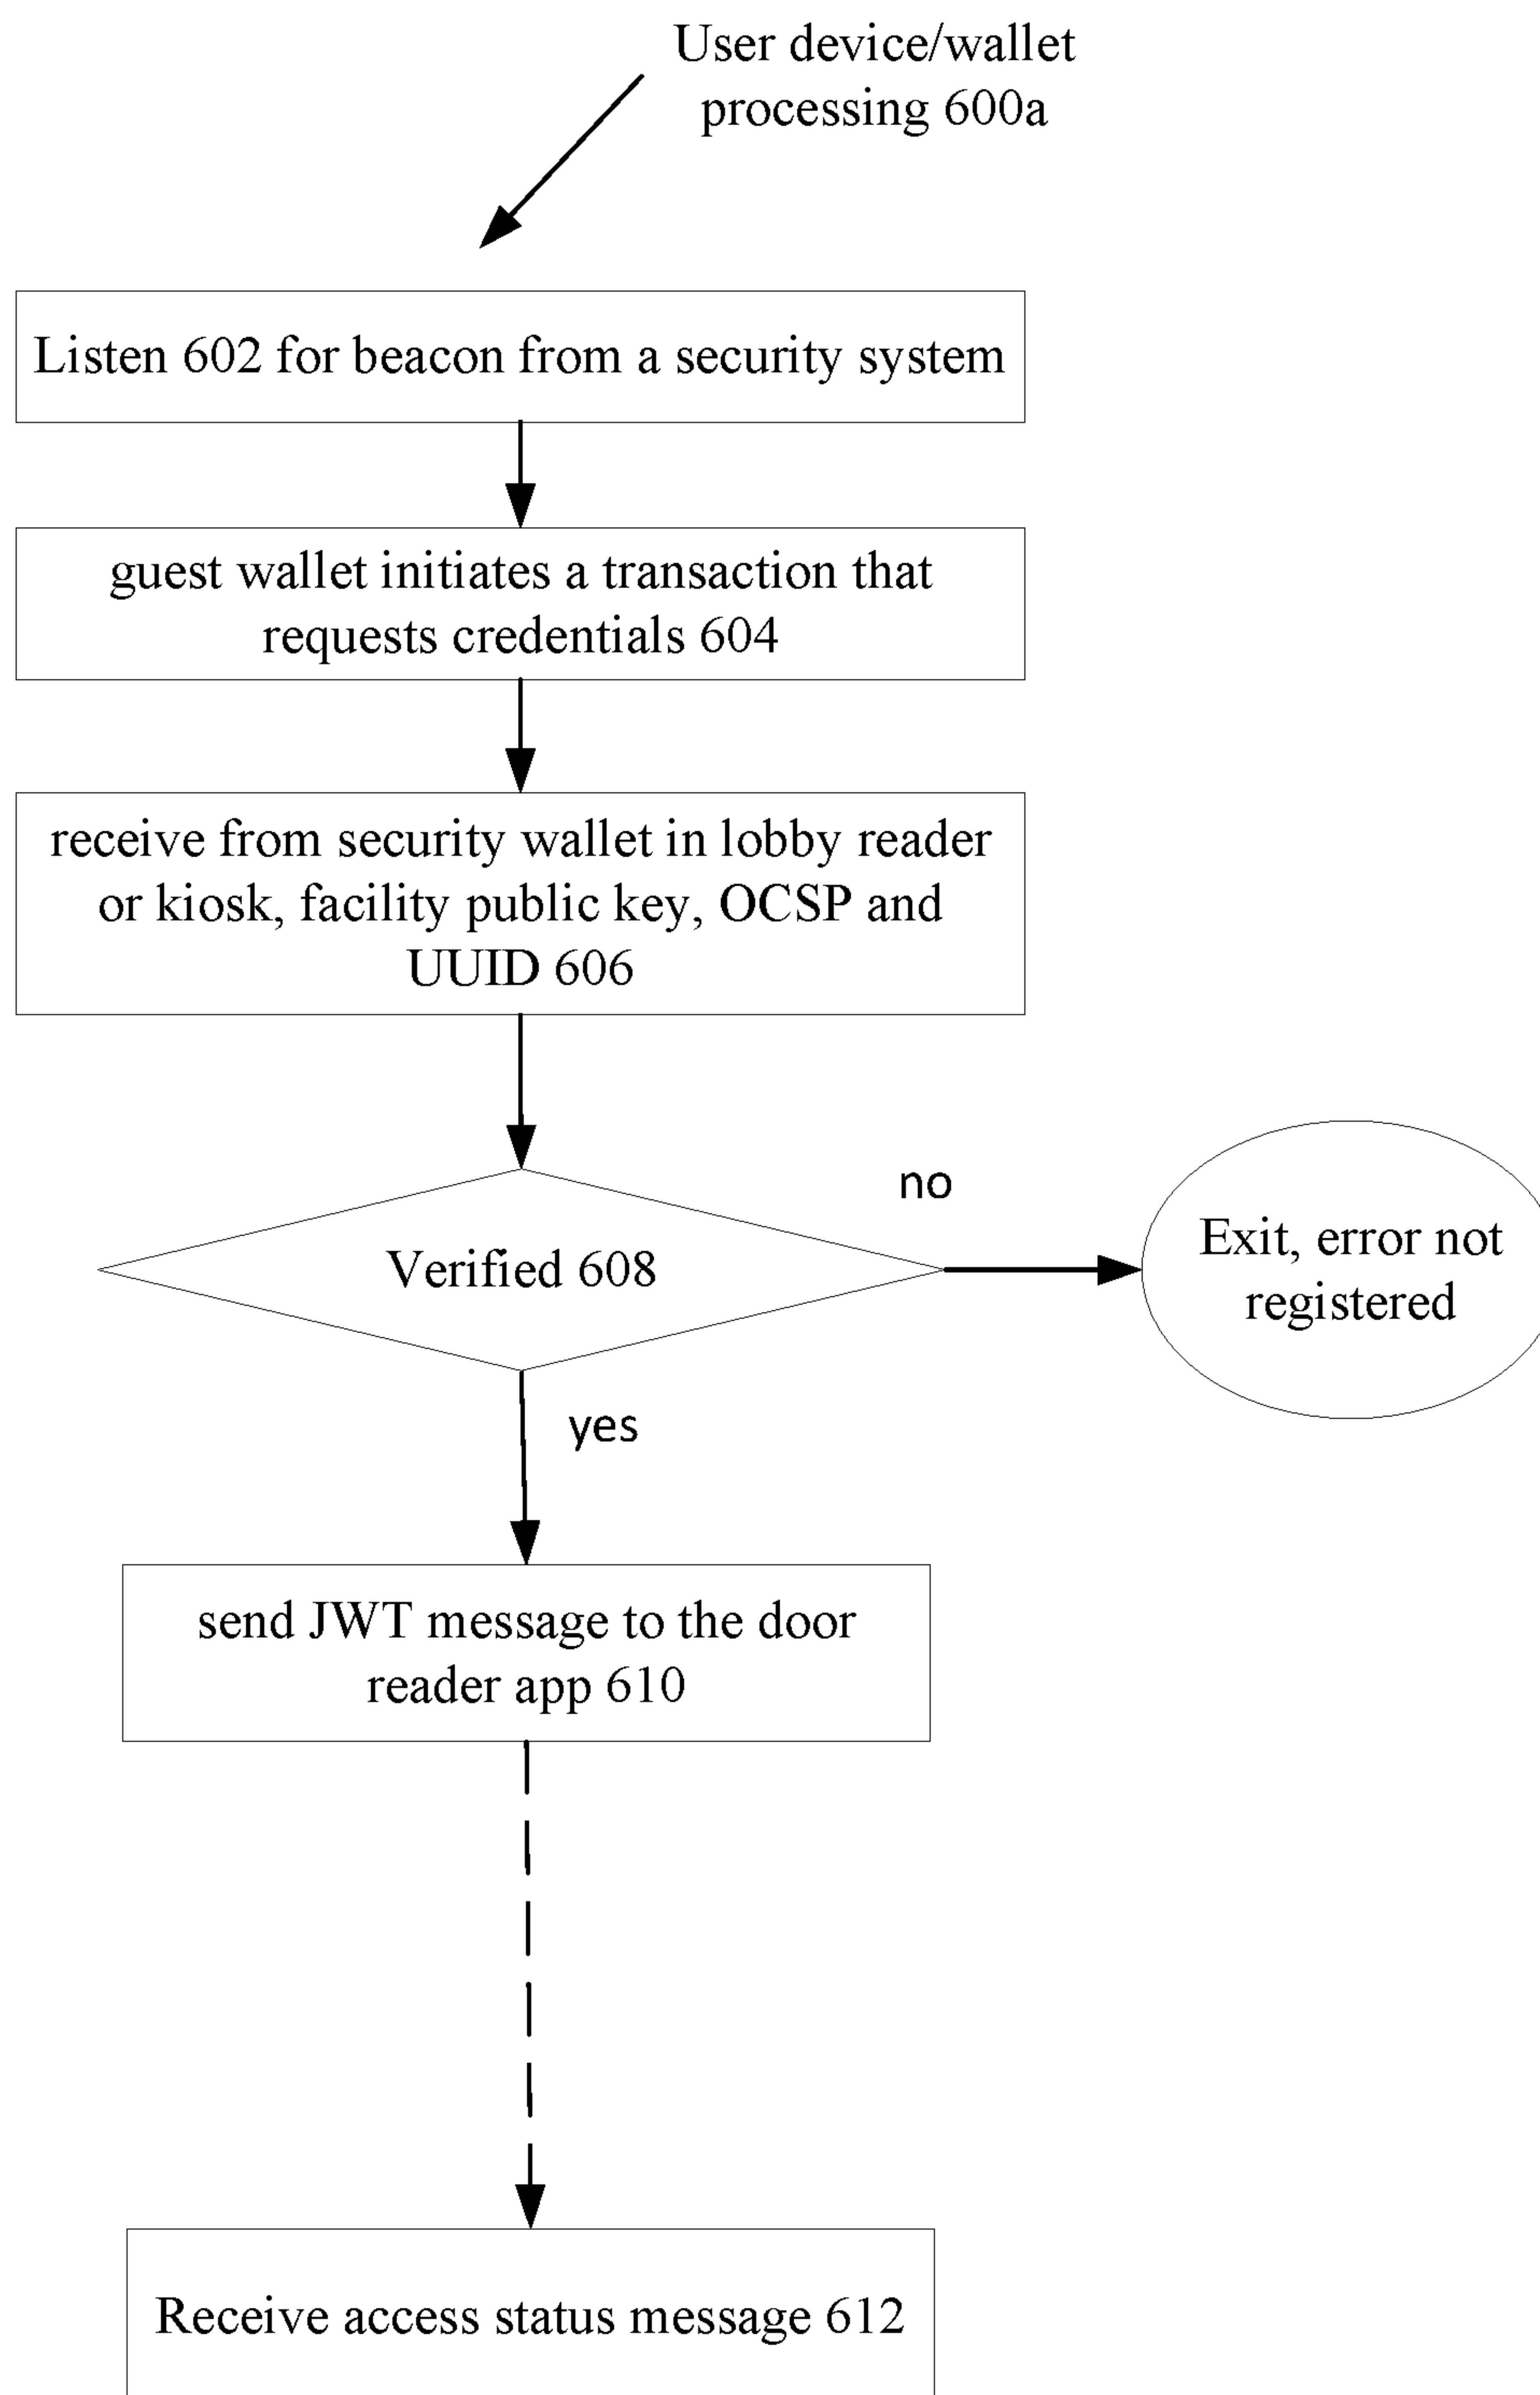 User device/wallet
processing 600a
Listen 602 for beacon from a security system
guest wallet initiates a transaction that
requests credentials 604
receive from security wallet in lobby reader
or kiosk, facility public key, OCSP and
UUID 606
no
Verified 608
Exit, error not
registered
yes
send JWT message to the door
reader app 610
Receive access status message 612